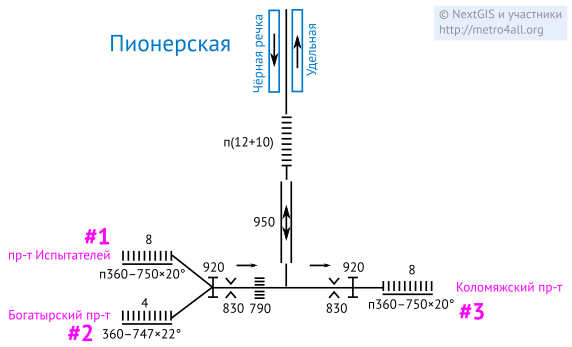 © NextGIS и участники
http://metro4all.org
Пионерская
Чёрная речка
Удельная
п(12+10)
950
#1
пр-т Испытателей
8
п360–750×20°
920
830
790
Богатырский пр-т
#2
4
360–747×22°
920
830
8
п360–750×20°
Коломяжский пр-т
#3